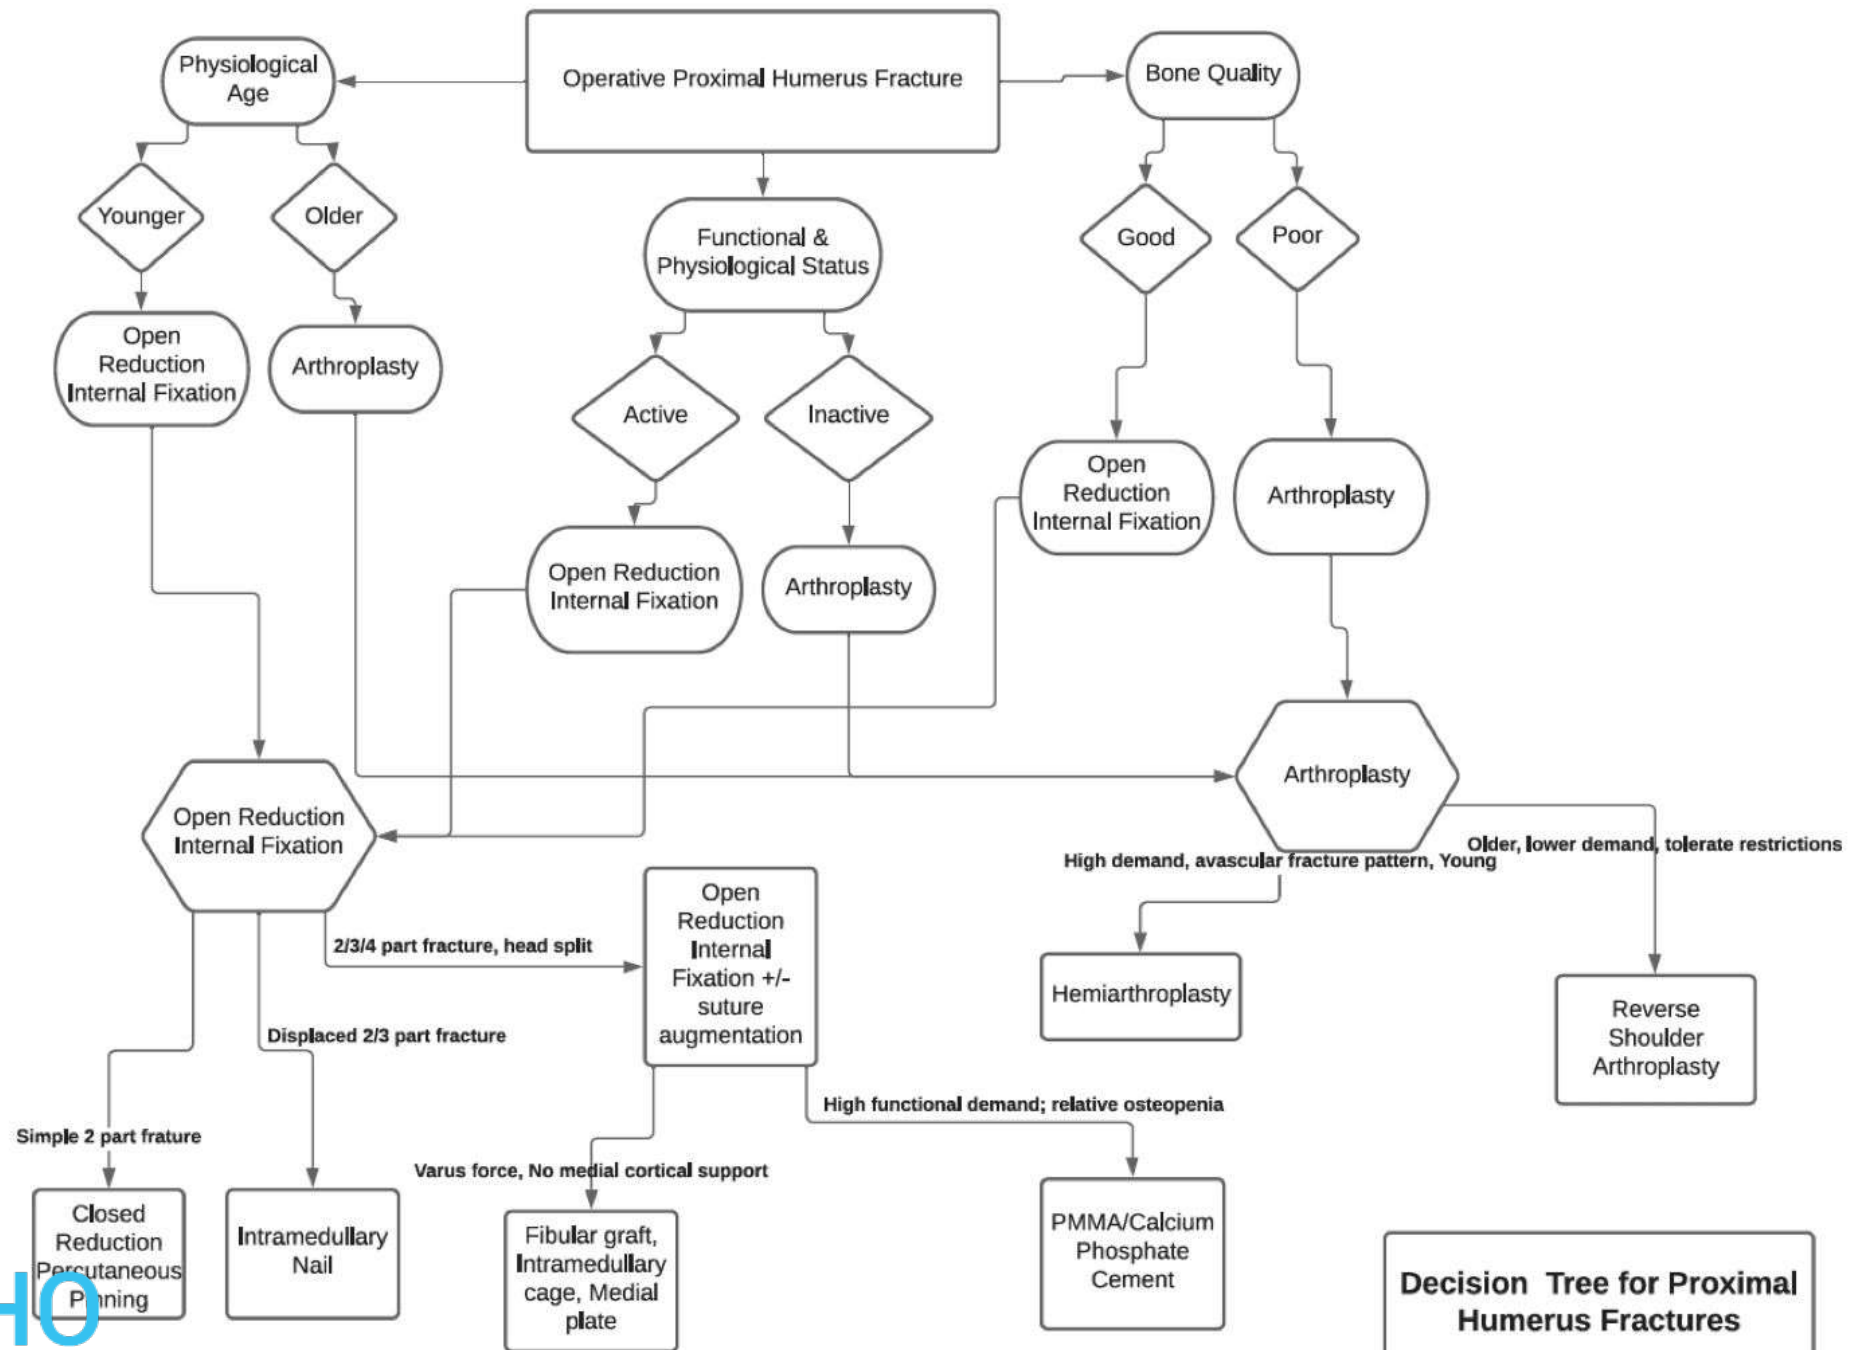 Operative Proximal Humerus Fracture
Physiological
Age
Bone Quality
Younger
Older
Functional &
Physiological Status
Good
Poor
Open
Reduction
Internal Fixation
Arthroplasty
Active
Inactive
Open
Reduction
Internal Fixation
Arthroplasty
Open Reduction
Internal Fixation
Arthroplasty
Open Reduction
Internal Fixation
Arthroplasty
High demand, avascular fracture pattern, Young
Older, lower demand, tolerate restrictions
2/3/4 part fracture, head split
Open
Reduction
Internal
Fixation +/-
suture
augmentation
Hemiarthroplasty
Reverse
Shoulder
Arthroplasty
Displaced 2/3 part fracture
Simple 2 part frature
High functional demand; relative osteopenia
Varus force, No medial cortical support
Closed
Reduction
Percutaneous
Pinning
Intramedullary
Nail
Fibular graft,
Intramedullary
cage, Medial
plate
PMMA/Calcium
Phosphate
Cement
Decision Tree for Proximal
Humerus Fractures
HO